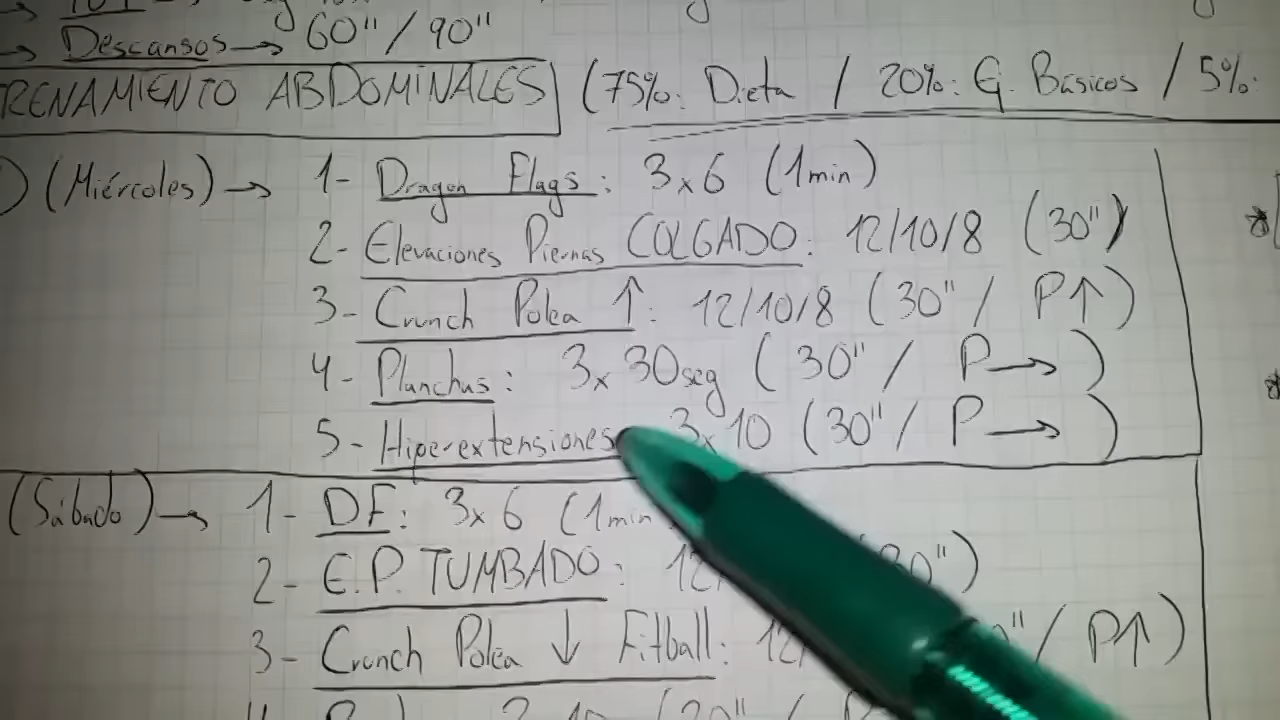 → Descansos → 60" / 90"
RENAMIENTO ABDOMINALES (75%: Dieta / 20%: G. Básicos / 5%:
) (Miércoles) → 1- Dragon Flags: 3x6 (1min)
2- Elevaciones Piernas COLGADO: 12/10/8 (30")
3- Crunch Polea ↑: 12/10/8 (30" / P↑)
4- Planchas: 3x30seg (30" / P→)
5- Hiperextensiones 3x10 (30" / P→)
(Sábado) → 1- DF: 3x6 (1min
2- E.P. TUMBADO: 12 30")
3- Crunch Polea ↓ Fitball: 12 " / P↑)